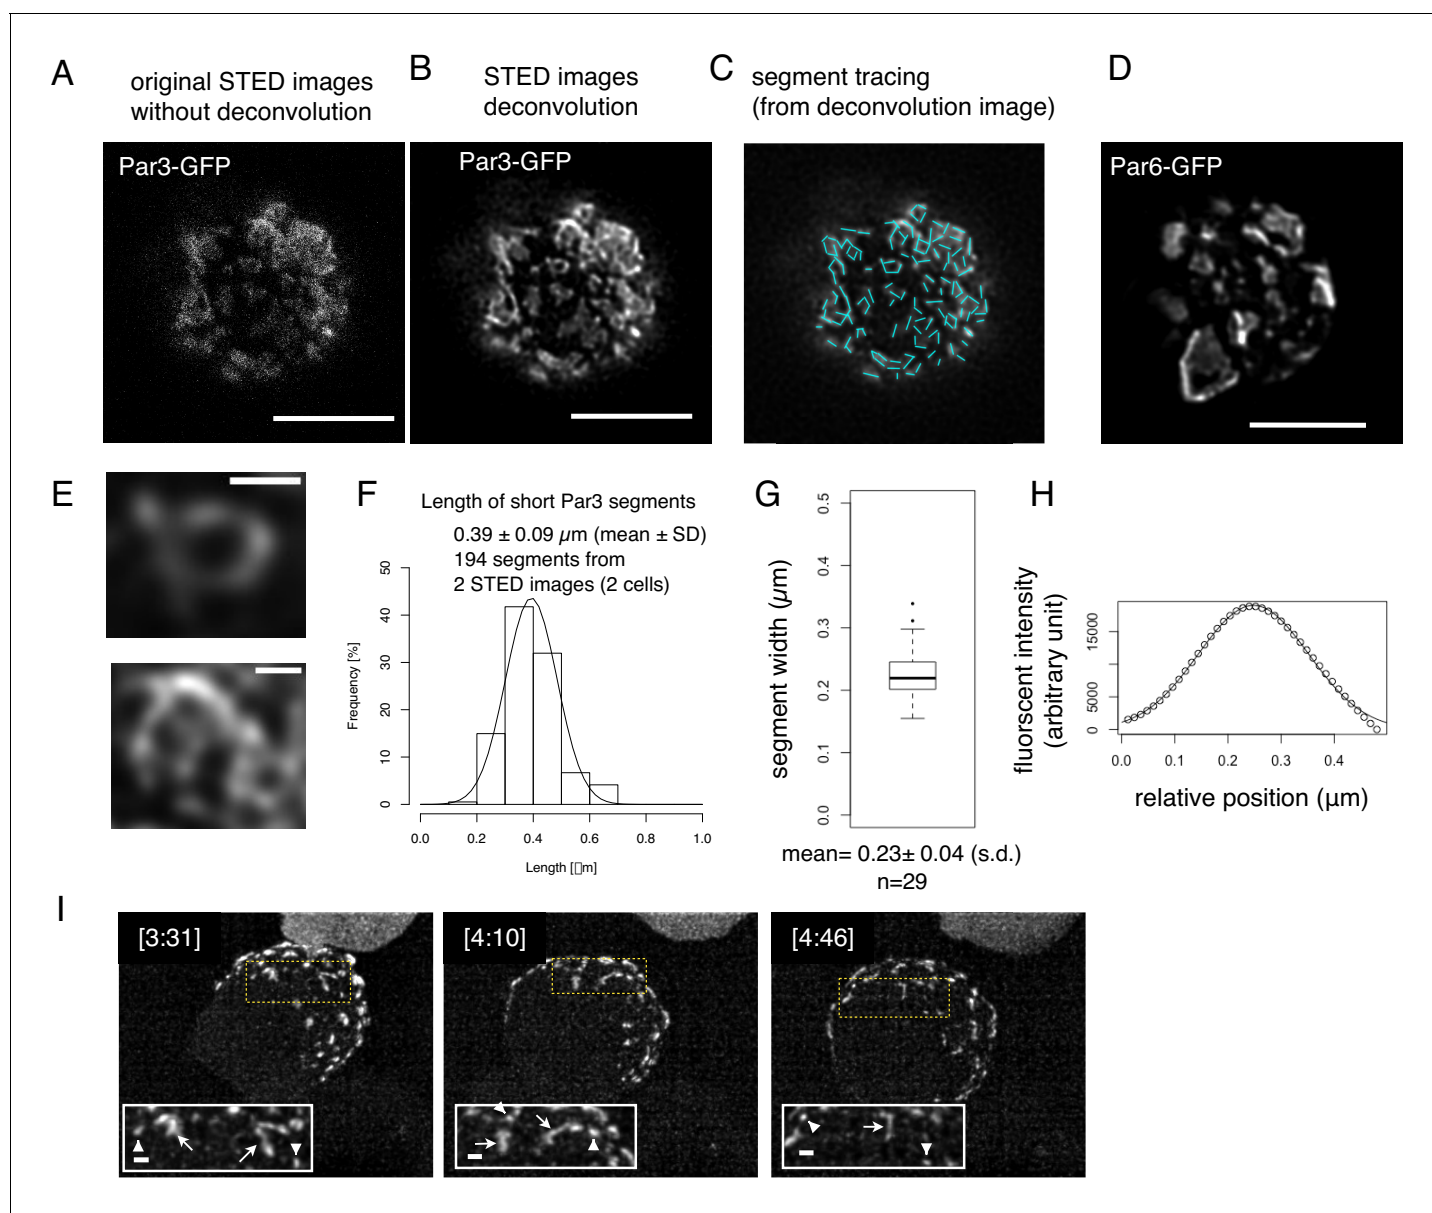 A
original STED images
without deconvolution
Par3-GFP
B
STED images
deconvolution
Par3-GFP
C
segment tracing
(from deconvolution image)
D
Par6-GFP
E
F
Length of short Par3 segments
0.39 ± 0.09 µm (mean ± SD)
194 segments from
2 STED images (2 cells)
Frequency [%]
50
40
30
20
10
0
0.0 0.2 0.4 0.6 0.8 1.0
Length [▯m]
G
segment width (µm)
0.5
0.4
0.3
0.2
0.1
0.0
mean= 0.23± 0.04 (s.d.)
n=29
H
fluorscent intensity
(arbitrary unit)
15000
5000
0
0.0 0.1 0.2 0.3 0.4
relative position (µm)
I
[3:31]
[4:10]
[4:46]